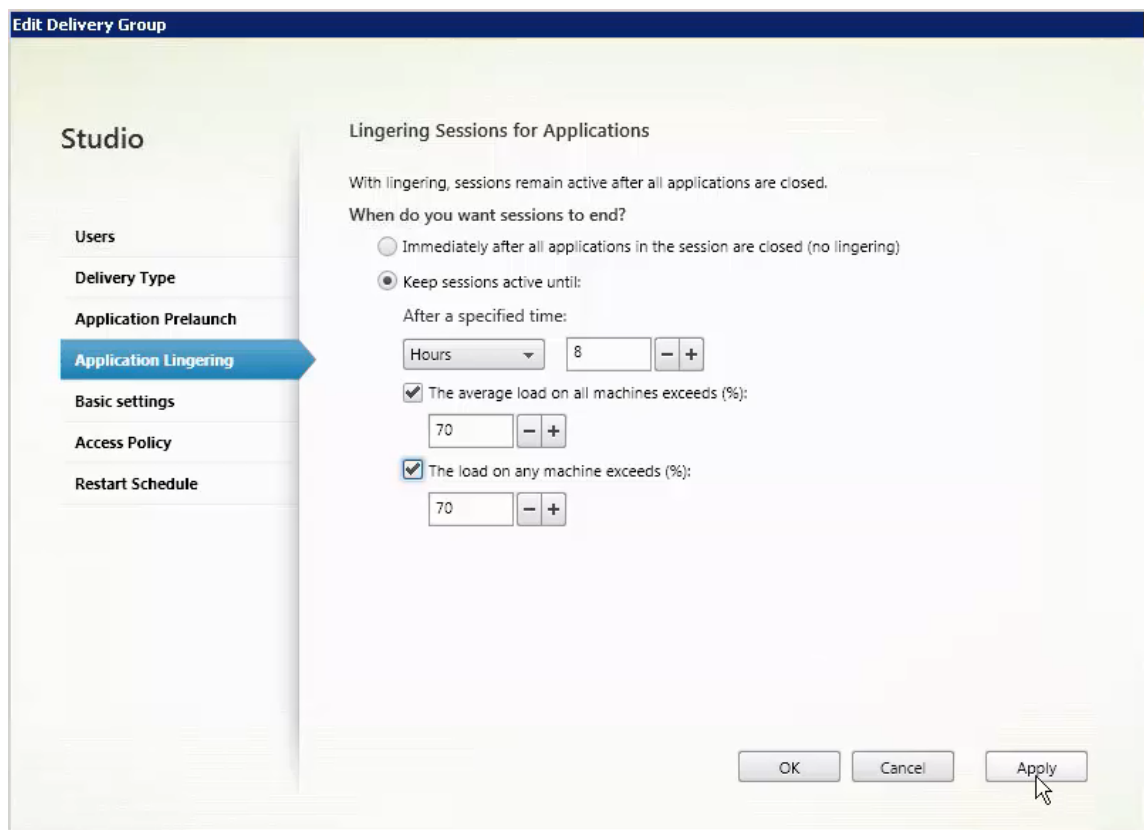 Edit Delivery Group
Studio
Users
Delivery Type
Application Prelaunch
Application Lingering
Basic settings
Access Policy
Restart Schedule
Lingering Sessions for Applications
With lingering, sessions remain active after all applications are closed.
When do you want sessions to end?
Immediately after all applications in the session are closed (no lingering)
Keep sessions active until:
After a specified time:
Hours 8 − +
The average load on all machines exceeds (%):
70 − +
The load on any machine exceeds (%):
70 − +
OK Cancel Apply